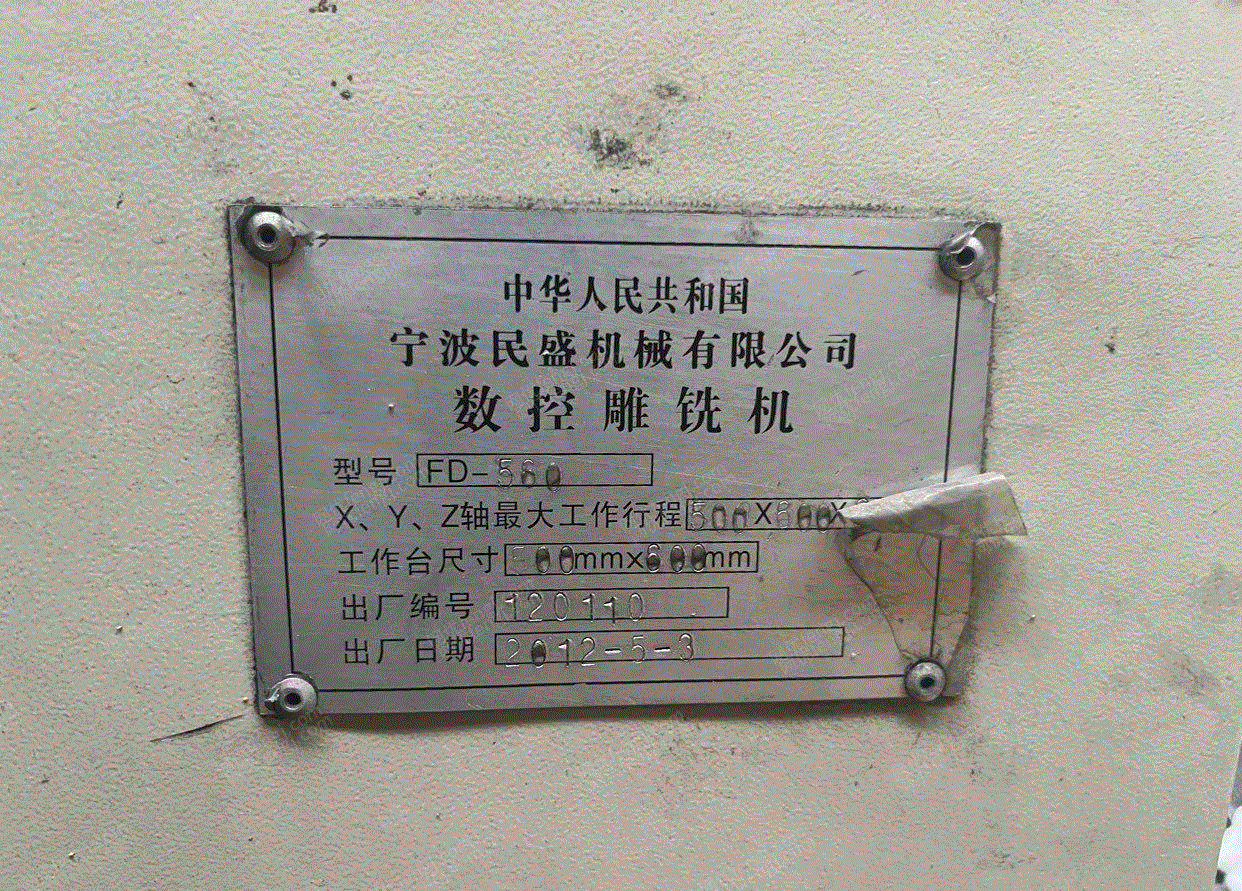 中华人民共和国
宁波民盛机械有限公司
数控雕铣机
型号 FD-560
X、Y、Z轴最大工作行程 500X600X
工作台尺寸 500mmx600mm
出厂编号 120110
出厂日期 2012-5-3